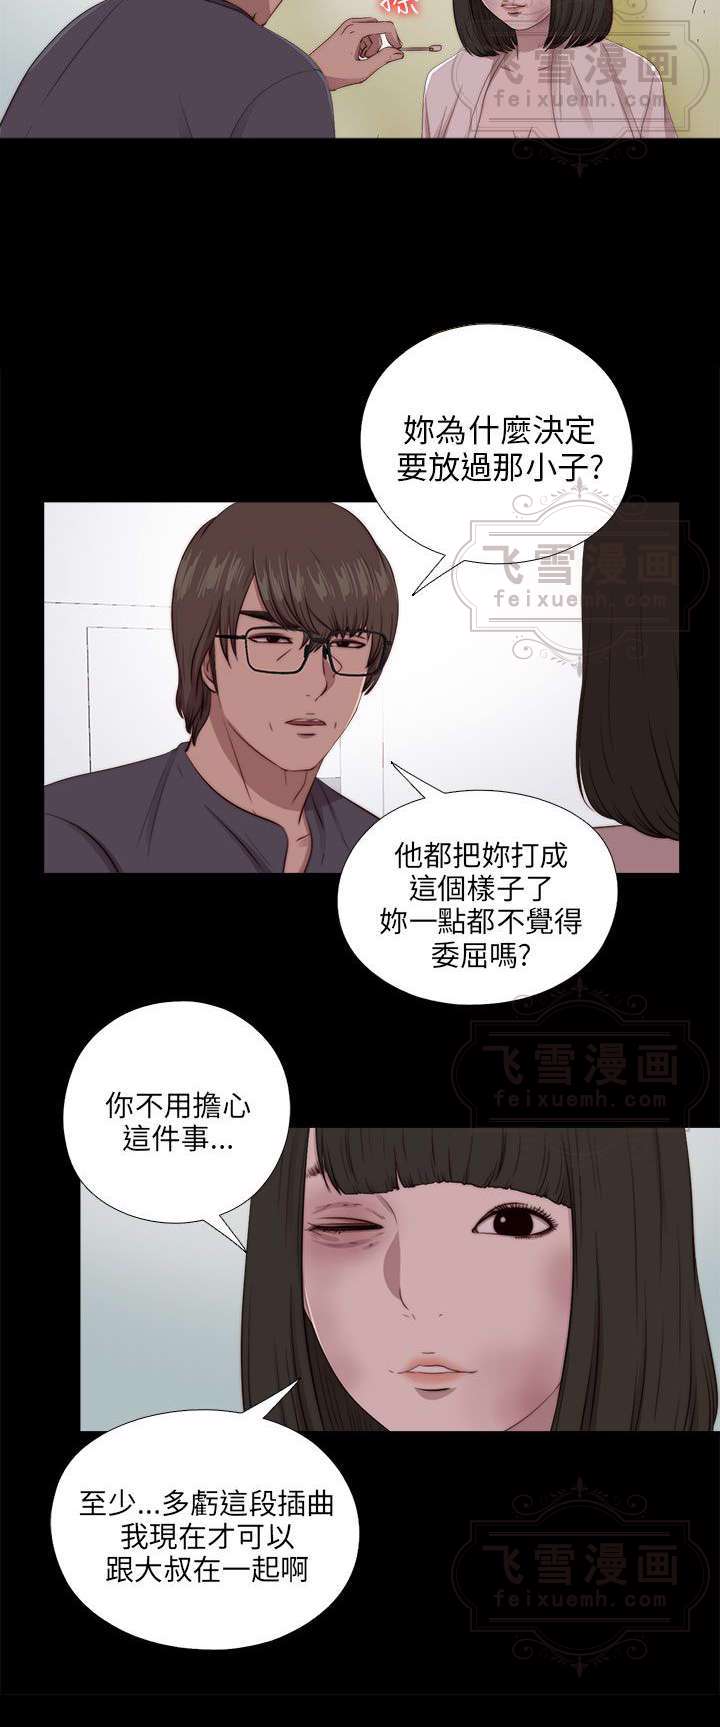 擦
飞雪漫画
feixuemh.com
妳為什麼決定
要放過那小子?
飞雪漫画
feixuemh.com
他都把妳打成
這個樣子了
妳一點都不覺得
委屈嗎?
飞雪漫画
feixuemh.com
你不用擔心
這件事...
至少...多虧這段插曲
我現在才可以
跟大叔在一起啊
飞雪漫画
feixuemh.com